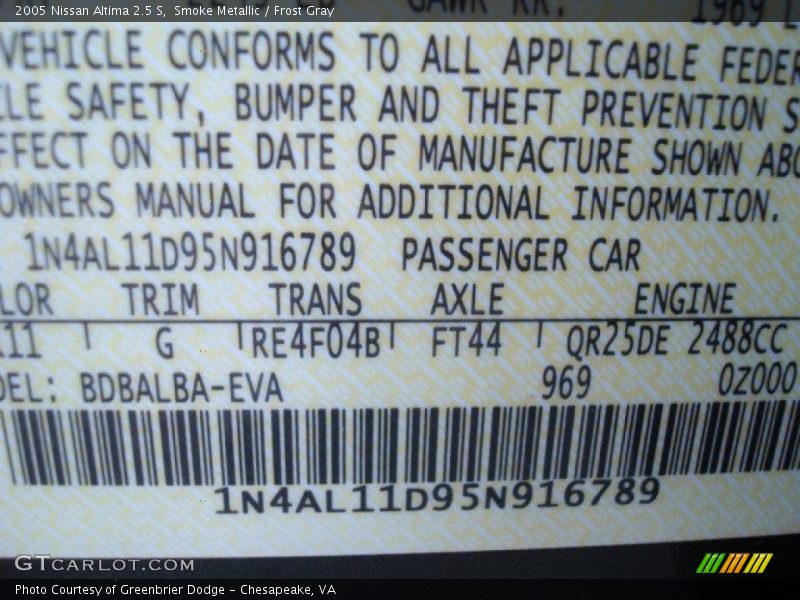 2005 Nissan Altima 2.5 S, Smoke Metallic / Frost Gray
VEHICLE CONFORMS TO ALL APPLICABLE FEDER
CLE SAFETY, BUMPER AND THEFT PREVENTION S
FFECT ON THE DATE OF MANUFACTURE SHOWN ABO
OWNERS MANUAL FOR ADDITIONAL INFORMATION.
1N4AL11D95N916789 PASSENGER CAR
LOR TRIM TRANS AXLE ENGINE
K11 G RE4F04B FT44 QR25DE 2488CC
DEL: BDBALBA-EVA 969 0Z000
1N4AL11D95N916789
GTCARLOT.COM
Photo Courtesy of Greenbrier Dodge - Chesapeake, VA